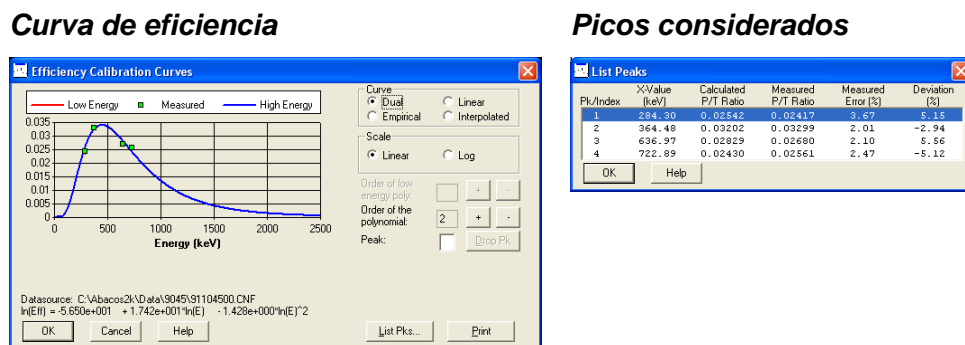 Curva de eficiencia
Efficiency Calibration Curves
Low Energy Measured High Energy
0.035
0.03
0.025
0.02
0.015
0.01
0.005
0
0 500 1000 1500 2000 2500
Energy (keV)
Curve
Dual Linear
Empirical Interpolated
Scale
Linear Log
Order of low
energy poly: + -
Order of the
polynomial: 2 + -
Peak: Drop Pk
Datasource: C:\Abacos2k\Data\9045\91104500.CNF
ln(Eff) = -5.650e+001 + 1.742e+001*ln(E) - 1.428e+000*ln(E)^2
OK Cancel Help List Pks... Print
Picos considerados
List Peaks
X-Value Calculated Measured Measured Deviation
Pk/Index (keV) P/T Ratio P/T Ratio Error (%) (%)
1 284.30 0.02542 0.02417 3.67 5.15
2 364.48 0.03202 0.03299 2.01 -2.94
3 636.97 0.02829 0.02680 2.10 5.56
4 722.89 0.02430 0.02561 2.47 -5.12
OK Help